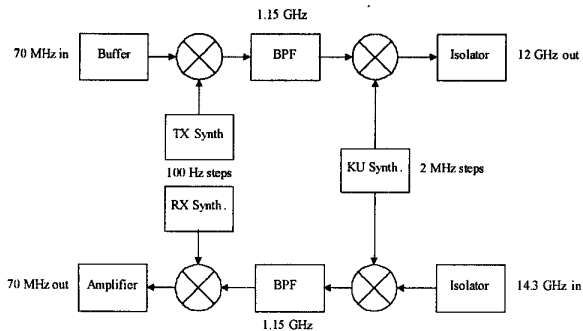 1.15 GHz
70 MHz in
Buffer
BPF
Isolator
12 GHz out
TX Synth
100 Hz steps
KU Synth.
2 MHz steps
RX Synth.
70 MHz out
Amplifier
BPF
Isolator
14.3 GHz in
1.15 GHz